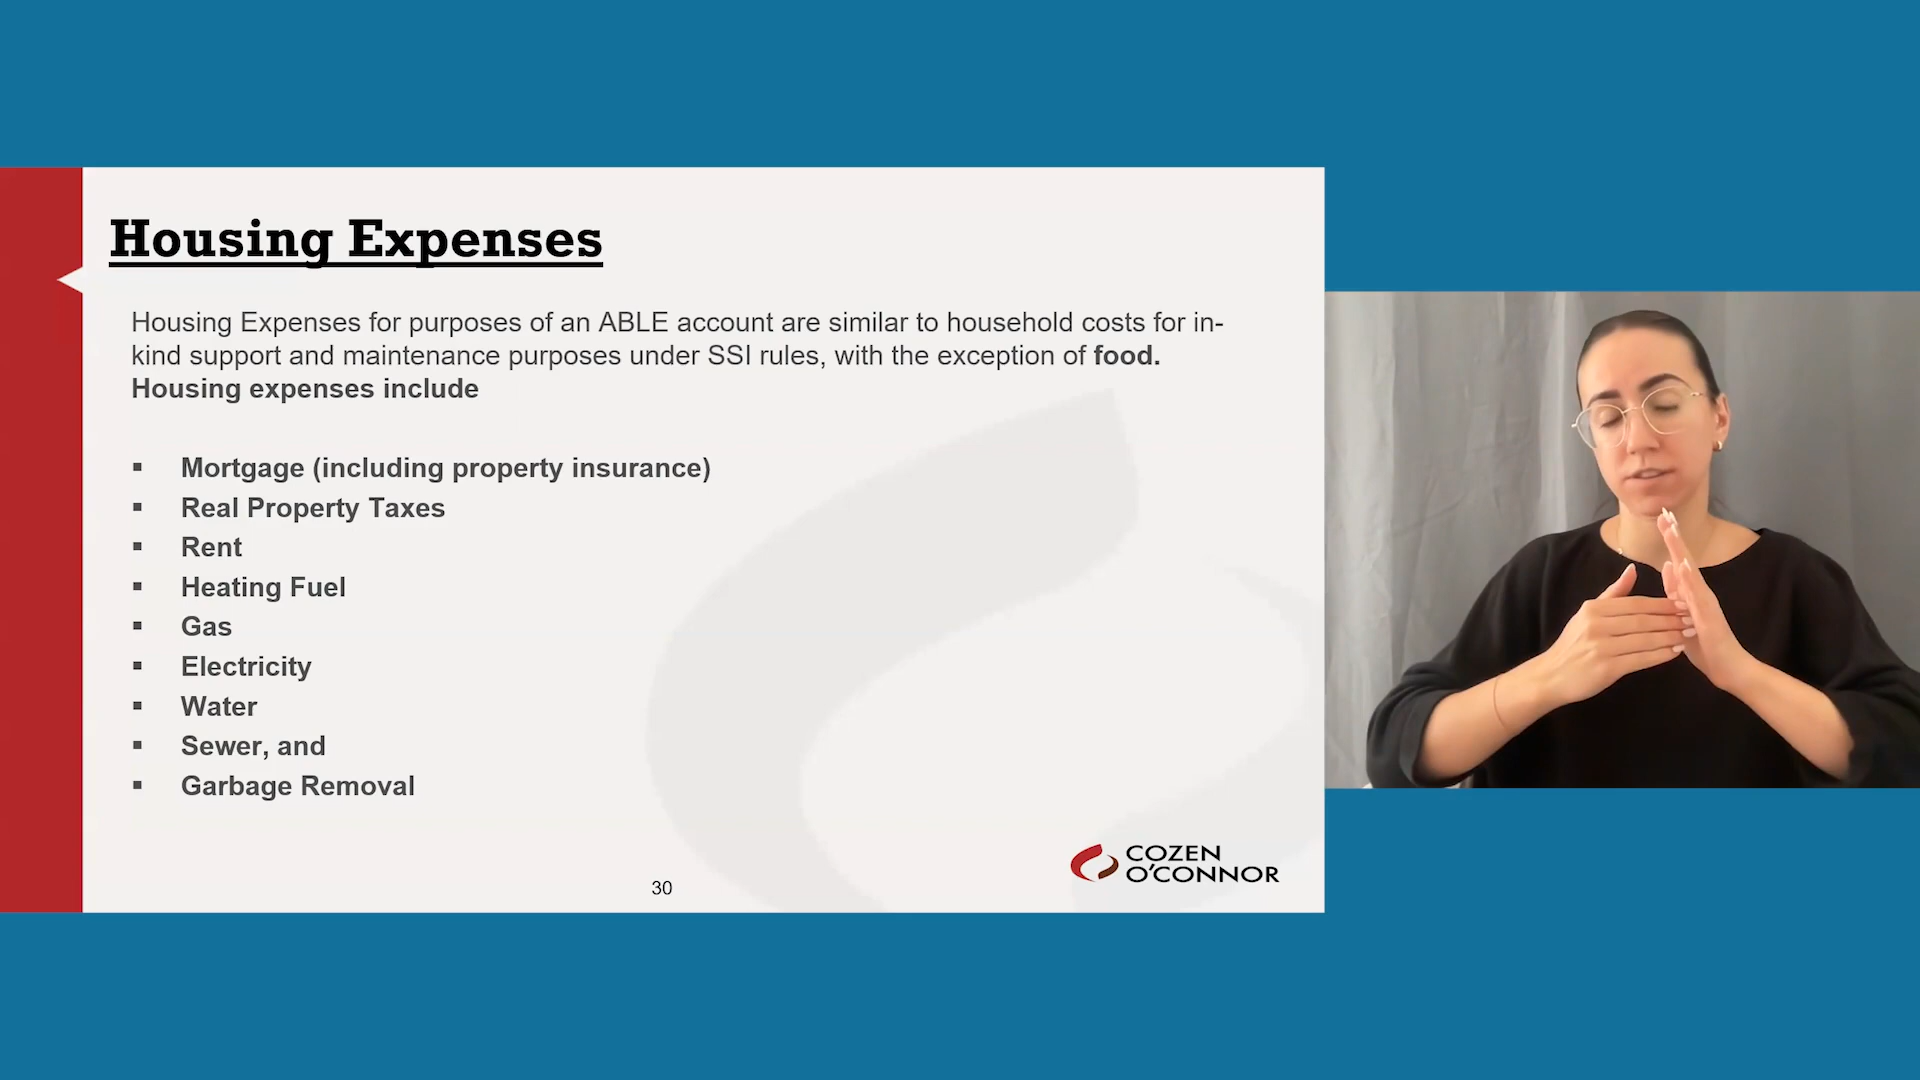 Housing Expenses
Housing Expenses for purposes of an ABLE account are similar to household costs for in-
kind support and maintenance purposes under SSI rules, with the exception of food.
Housing expenses include
▪ Mortgage (including property insurance)
▪ Real Property Taxes
▪ Rent
▪ Heating Fuel
▪ Gas
▪ Electricity
▪ Water
▪ Sewer, and
▪ Garbage Removal
COZEN
O'CONNOR
30